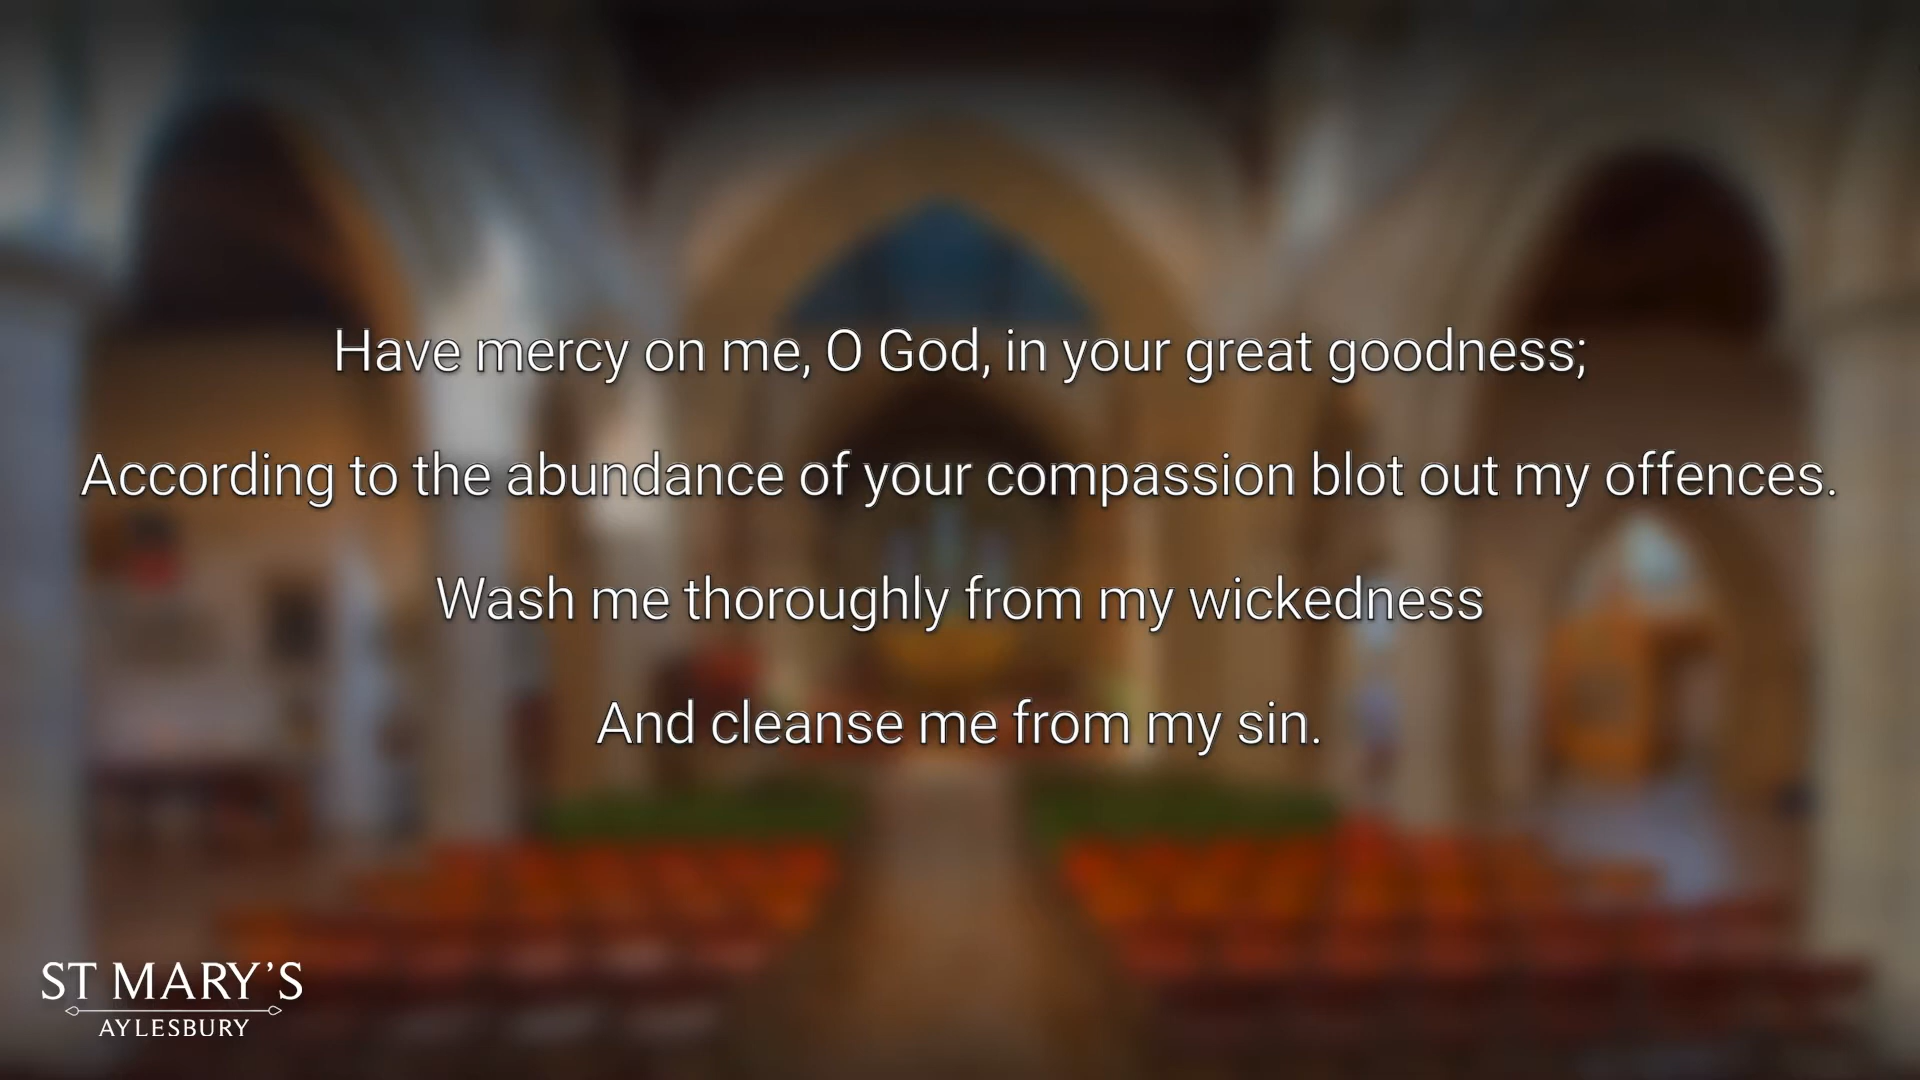 Have mercy on me, O God, in your great goodness;
According to the abundance of your compassion blot out my offences.
Wash me thoroughly from my wickedness
And cleanse me from my sin.
ST MARY'S
AYLESBURY